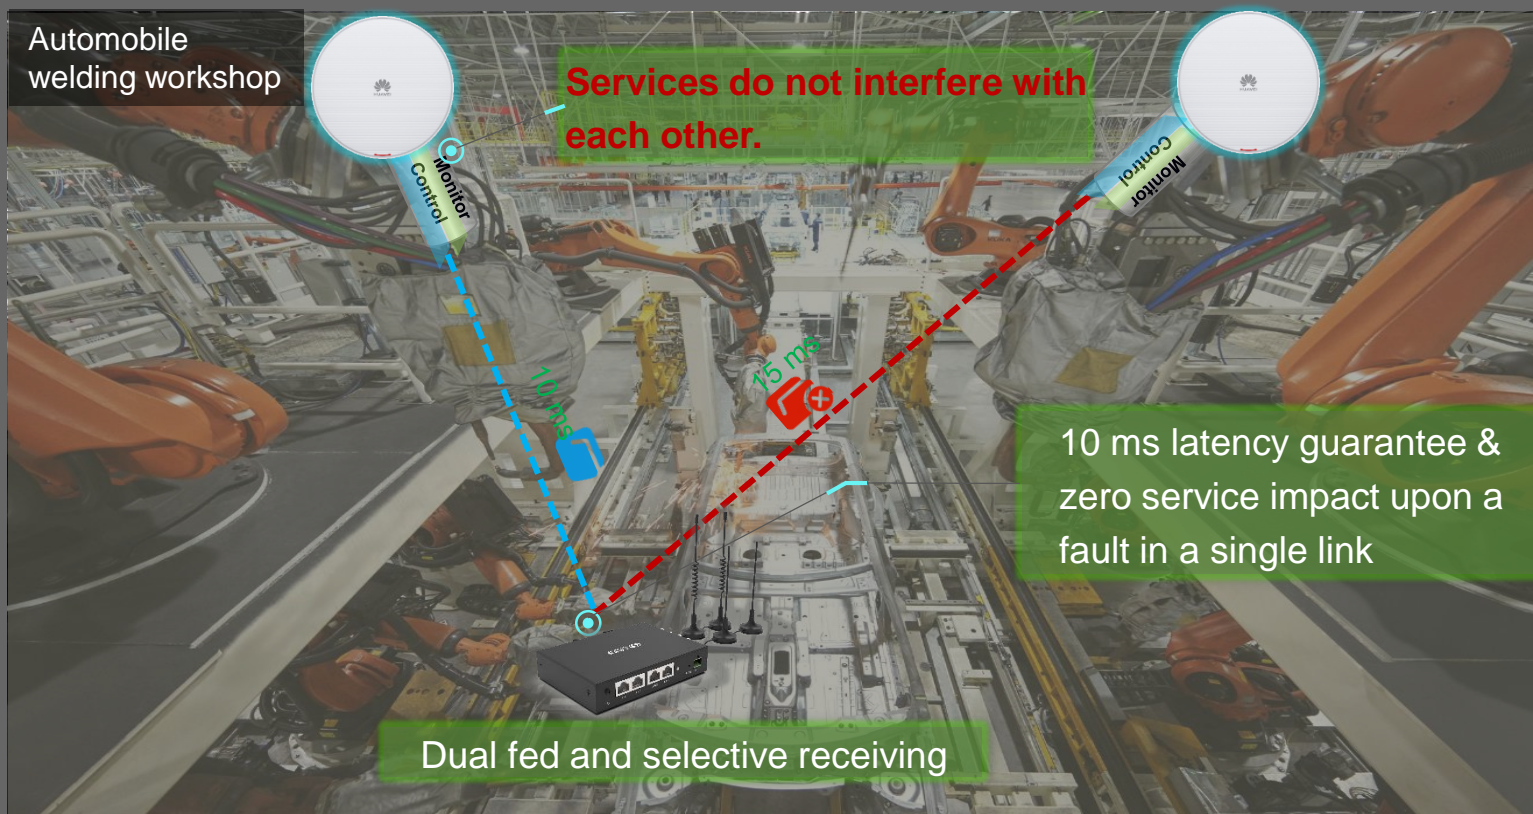 Automobile
welding workshop
Services do not interfere with
each other.
Monitor
Control
Control
Monitor
10 ms
15 ms
10 ms latency guarantee &
zero service impact upon a
fault in a single link
Dual fed and selective receiving